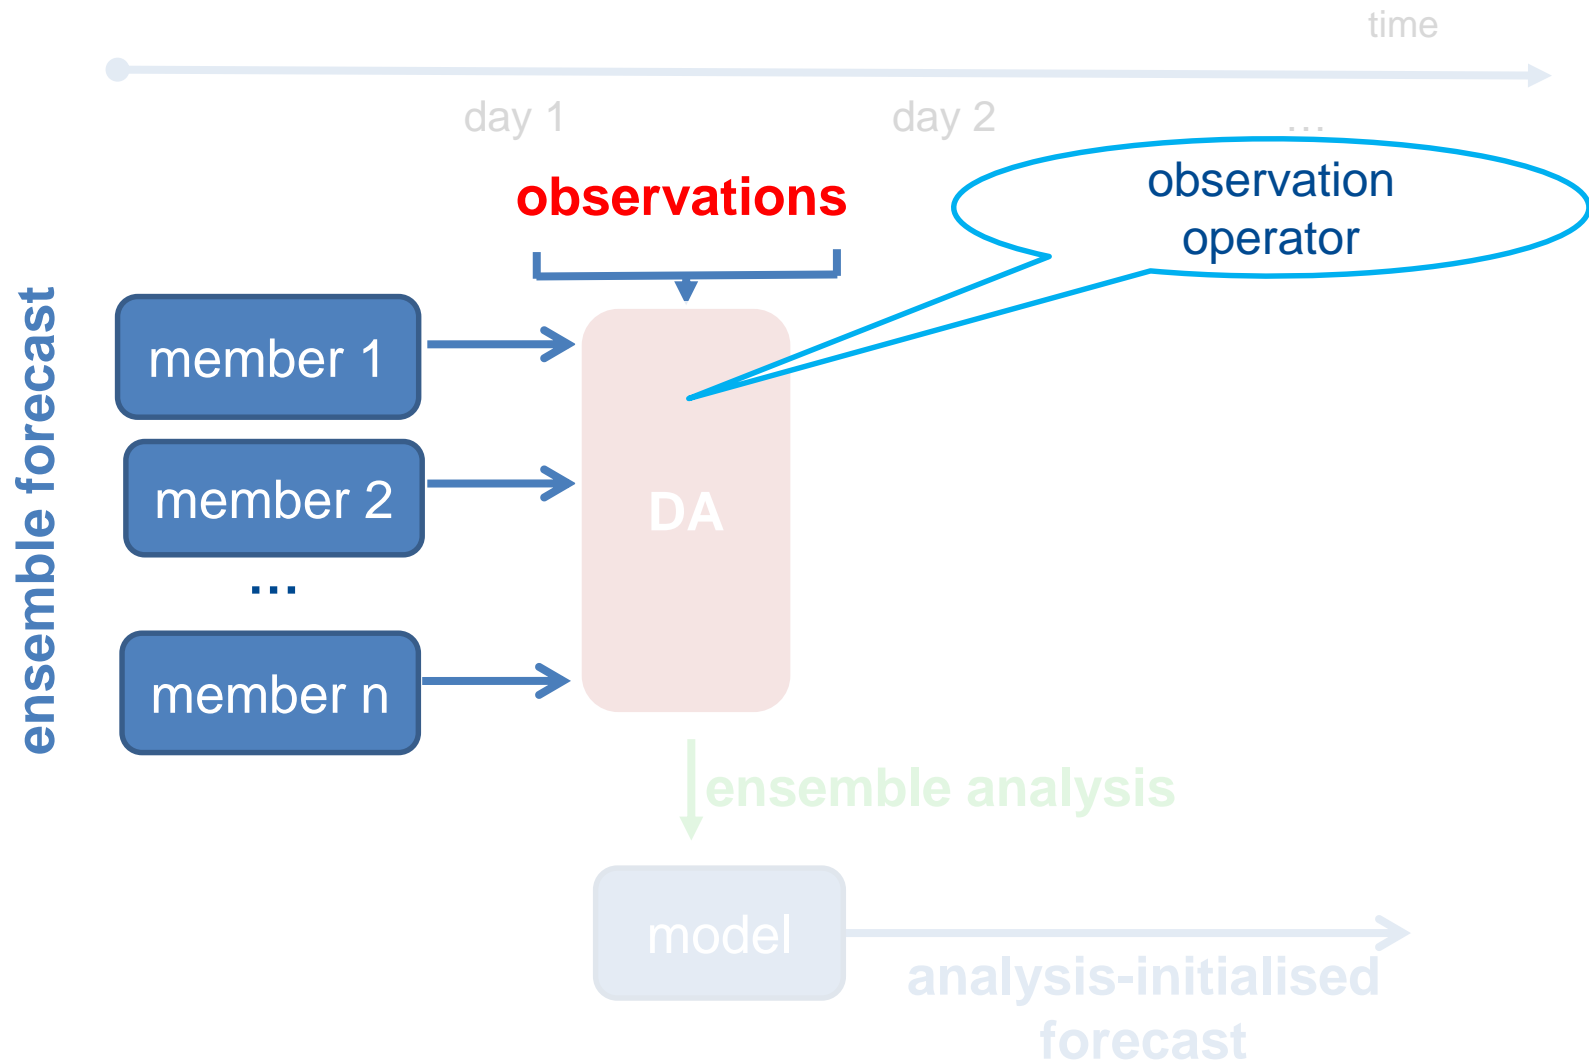 time
day 1
day 2
...
observations
observation
operator
ensemble forecast
member 1
member 2
...
member n
DA
ensemble analysis
model
analysis-initialised
forecast